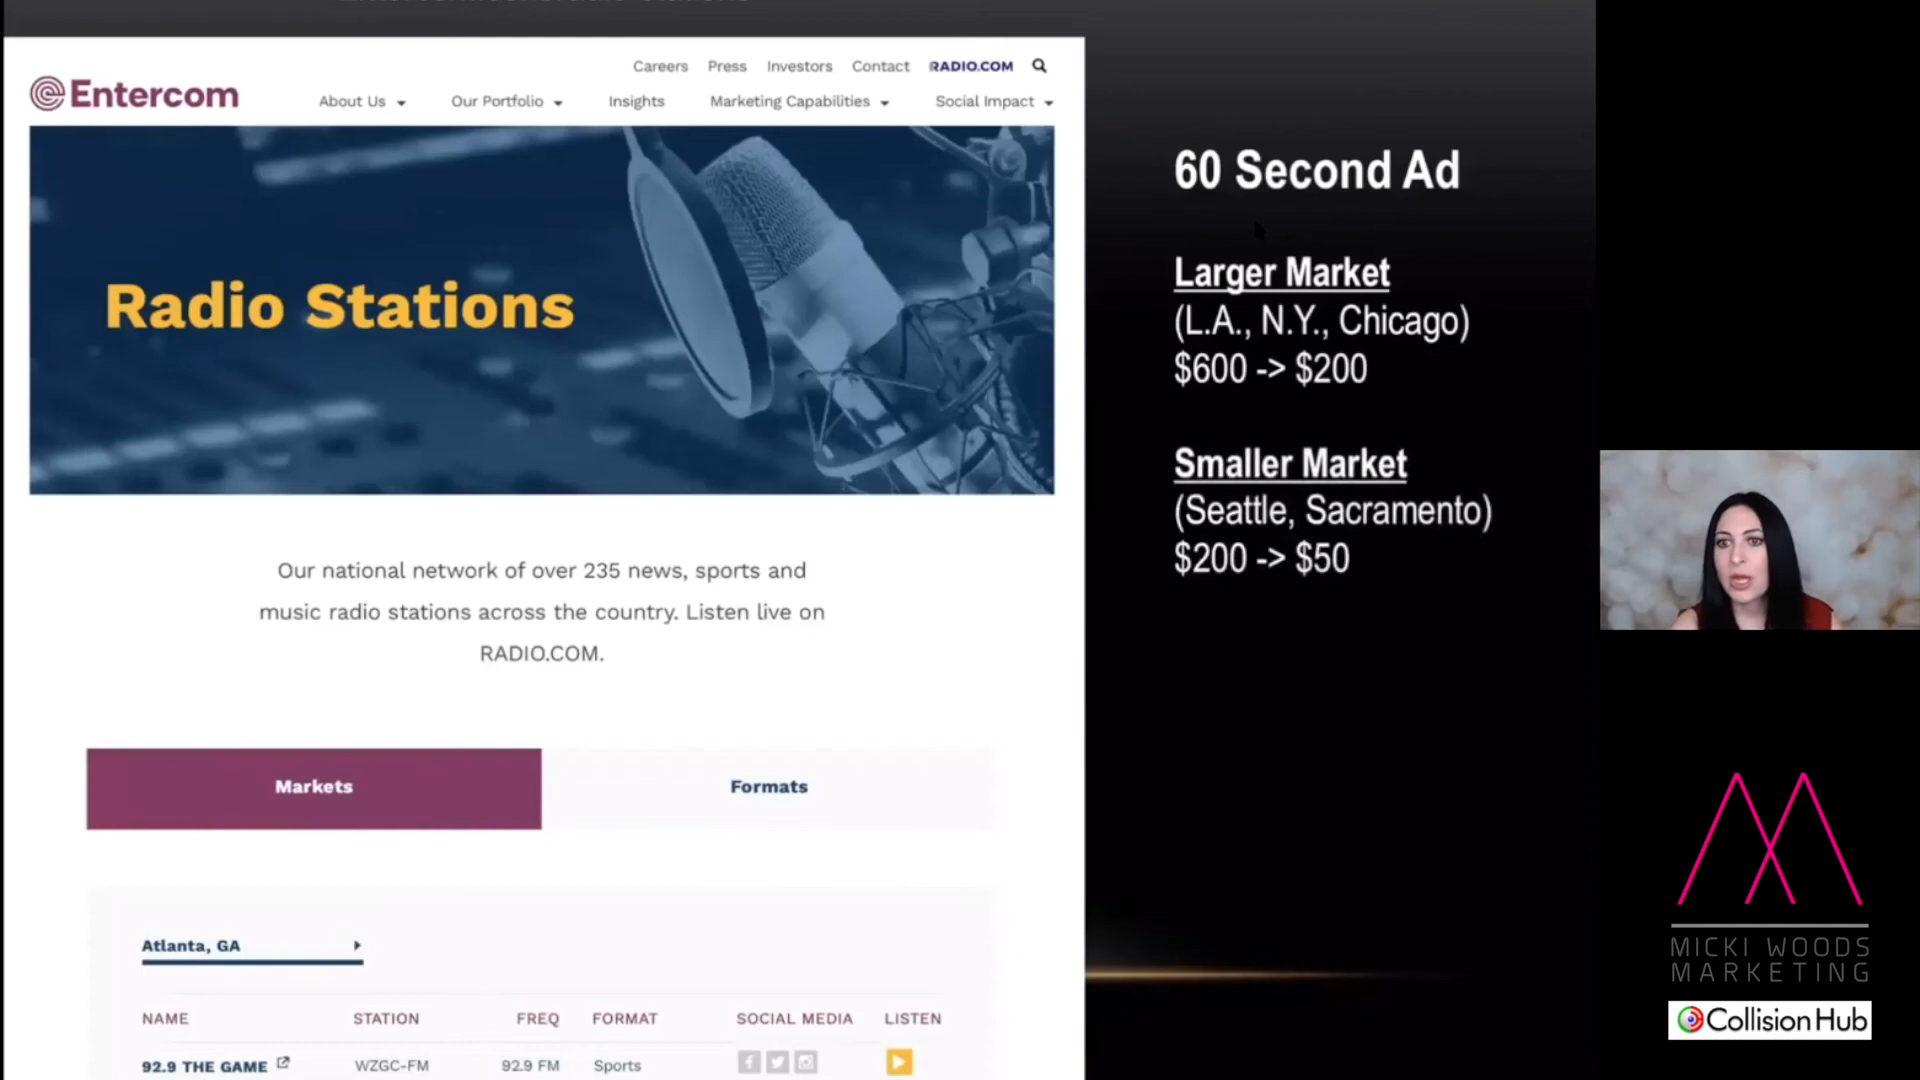 Careers Press Investors Contact RADIO.COM
Entercom
About Us Our Portfolio Insights Marketing Capabilities Social Impact
Radio Stations
Our national network of over 235 news, sports and
music radio stations across the country. Listen live on
RADIO.COM.
Markets Formats
Atlanta, GA
NAME STATION FREQ FORMAT SOCIAL MEDIA LISTEN
92.9 THE GAME WZGC-FM 92.9 FM Sports
60 Second Ad
Larger Market
(L.A., N.Y., Chicago)
$600 -> $200
Smaller Market
(Seattle, Sacramento)
$200 -> $50
MICKI WOODS
MARKETING
Collision Hub